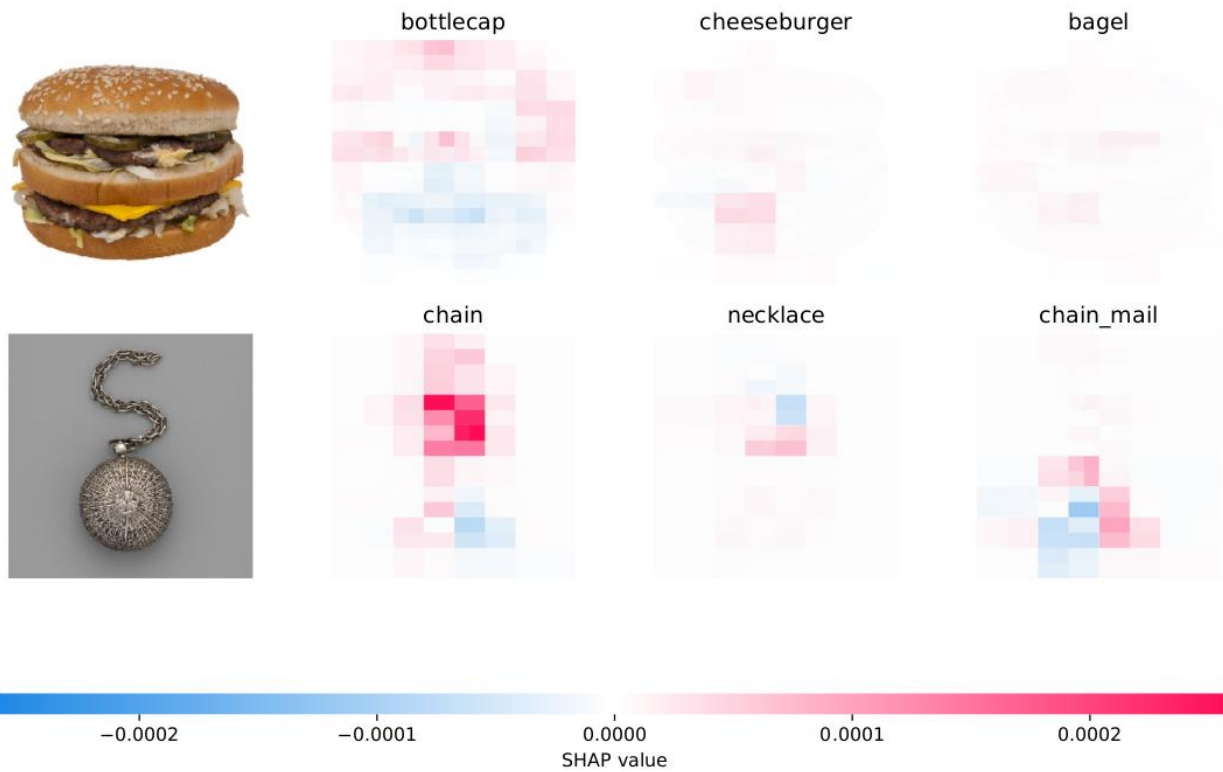 bottlecap cheeseburger bagel
chain necklace chain_mail
−0.0002 −0.0001 0.0000 0.0001 0.0002
SHAP value